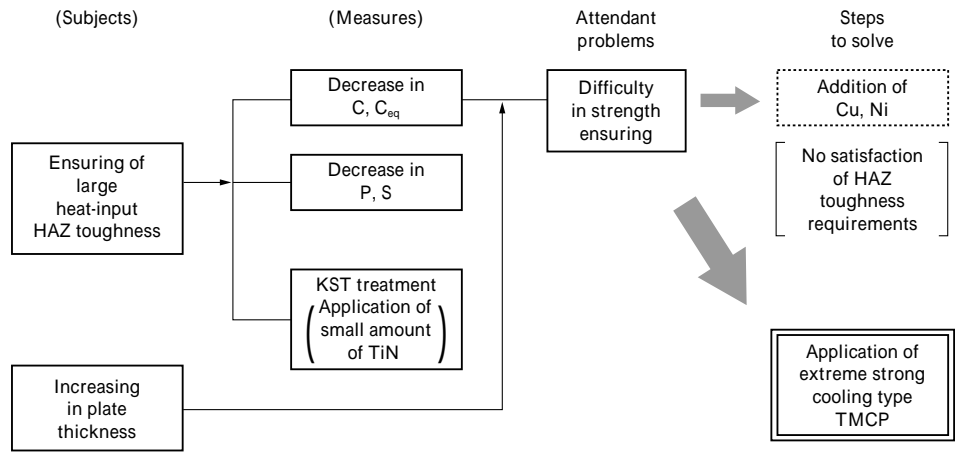 (Subjects)
(Measures)
Attendant
problems
Steps
to solve
Ensuring of
large
heat-input
HAZ toughness
Increasing
in plate
thickness
Decrease in
C, Ceq
Decrease in
P, S
KST treatment
(Application of
small amount
of TiN)
Difficulty
in strength
ensuring
Addition of
Cu, Ni
[No satisfaction
of HAZ
toughness
requirements]
Application of
extreme strong
cooling type
TMCP